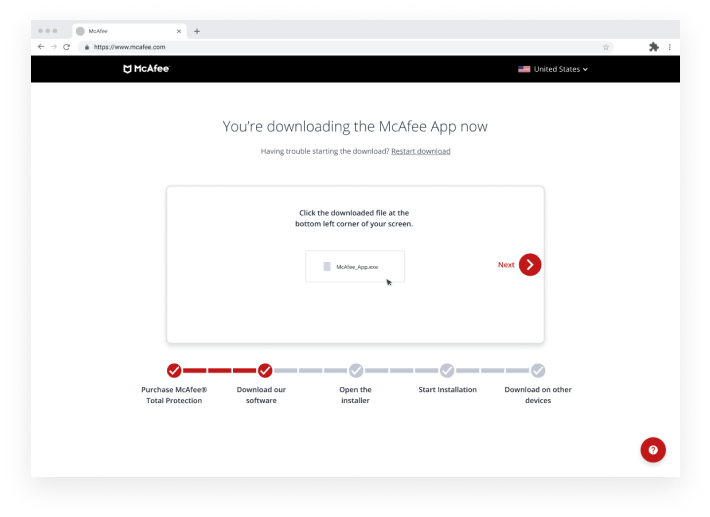 McAfee
https://www.mcafee.com
McAfee
United States
You're downloading the McAfee App now
Having trouble starting the download? Restart download
Click the downloaded file at the
bottom left corner of your screen.
McAfee_App.exe
Next
Purchase McAfee®
Total Protection
Download our
software
Open the
installer
Start Installation
Download on other
devices
?